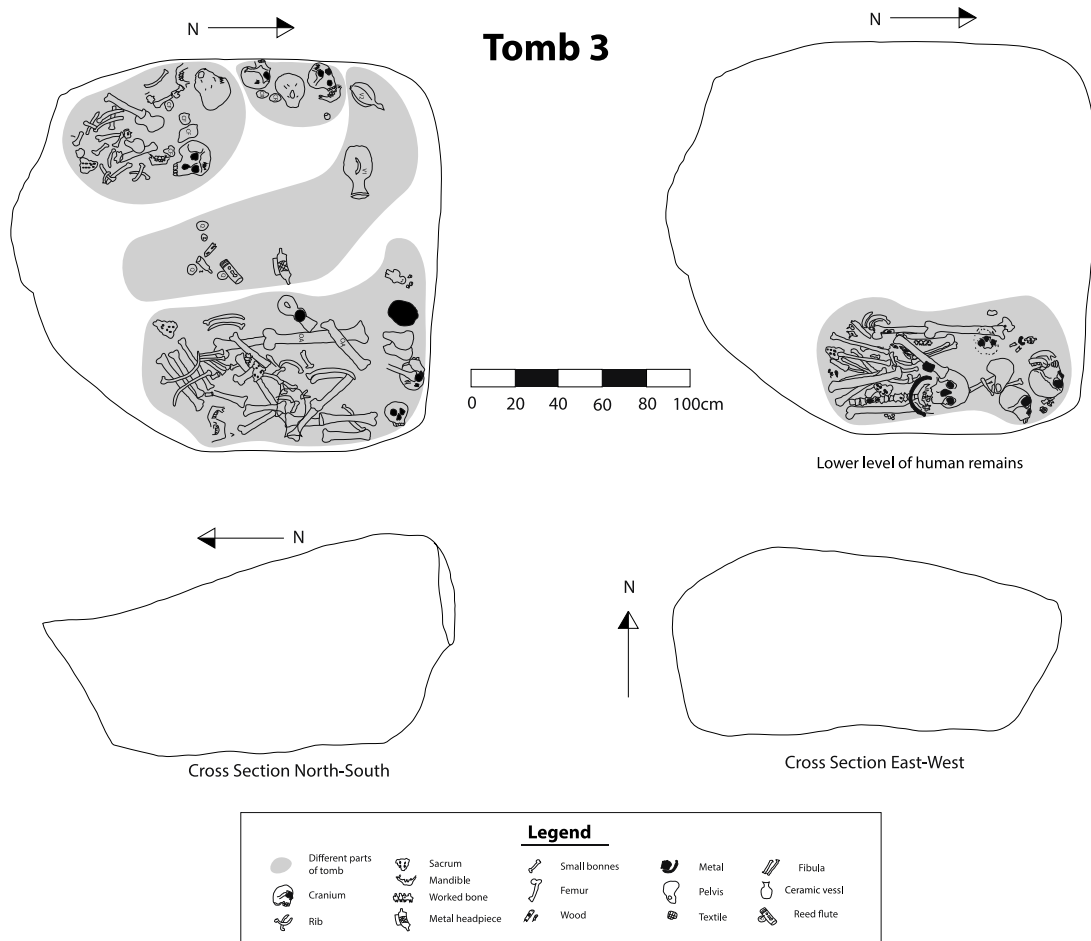 N
Tomb 3
N
0 20 40 60 80 100cm
Lower level of human remains
N
N
Cross Section North-South
Cross Section East-West
Legend
Different parts
of tomb
Cranium
Rib
Sacrum
Mandible
Worked bone
Metal headpiece
Small bonnes
Femur
Wood
Metal
Pelvis
Textile
Fibula
Ceramic vessl
Reed flute